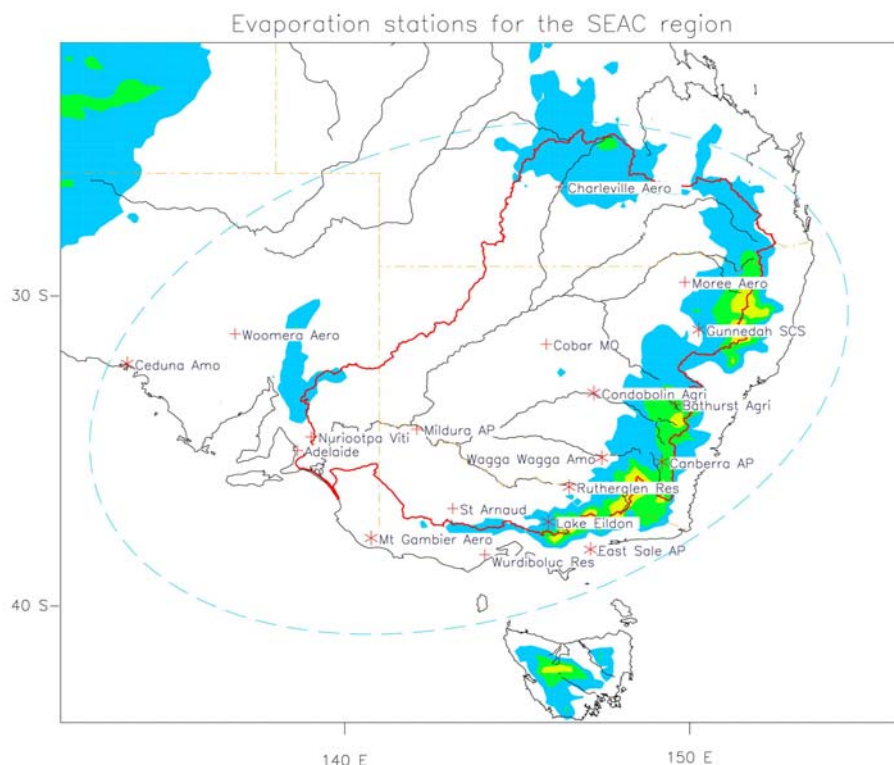 Evaporation stations for the SEAC region
Charleville Aero
30 S
Moree Aero
Woomera Aero
Gunnedah SCS
Cobar MO
Ceduna Amo
Condobolin Agri
Bathurst Agri
Mildura AP
Nuriootpa Viti
Adelaide
Wagga Wagga Amo
Canberra AP
Rutherglen Res
St Arnaud
Lake Eildon
Mt Gambier Aero
East Sale AP
Wurdiboluc Res
40 S
140 E
150 E